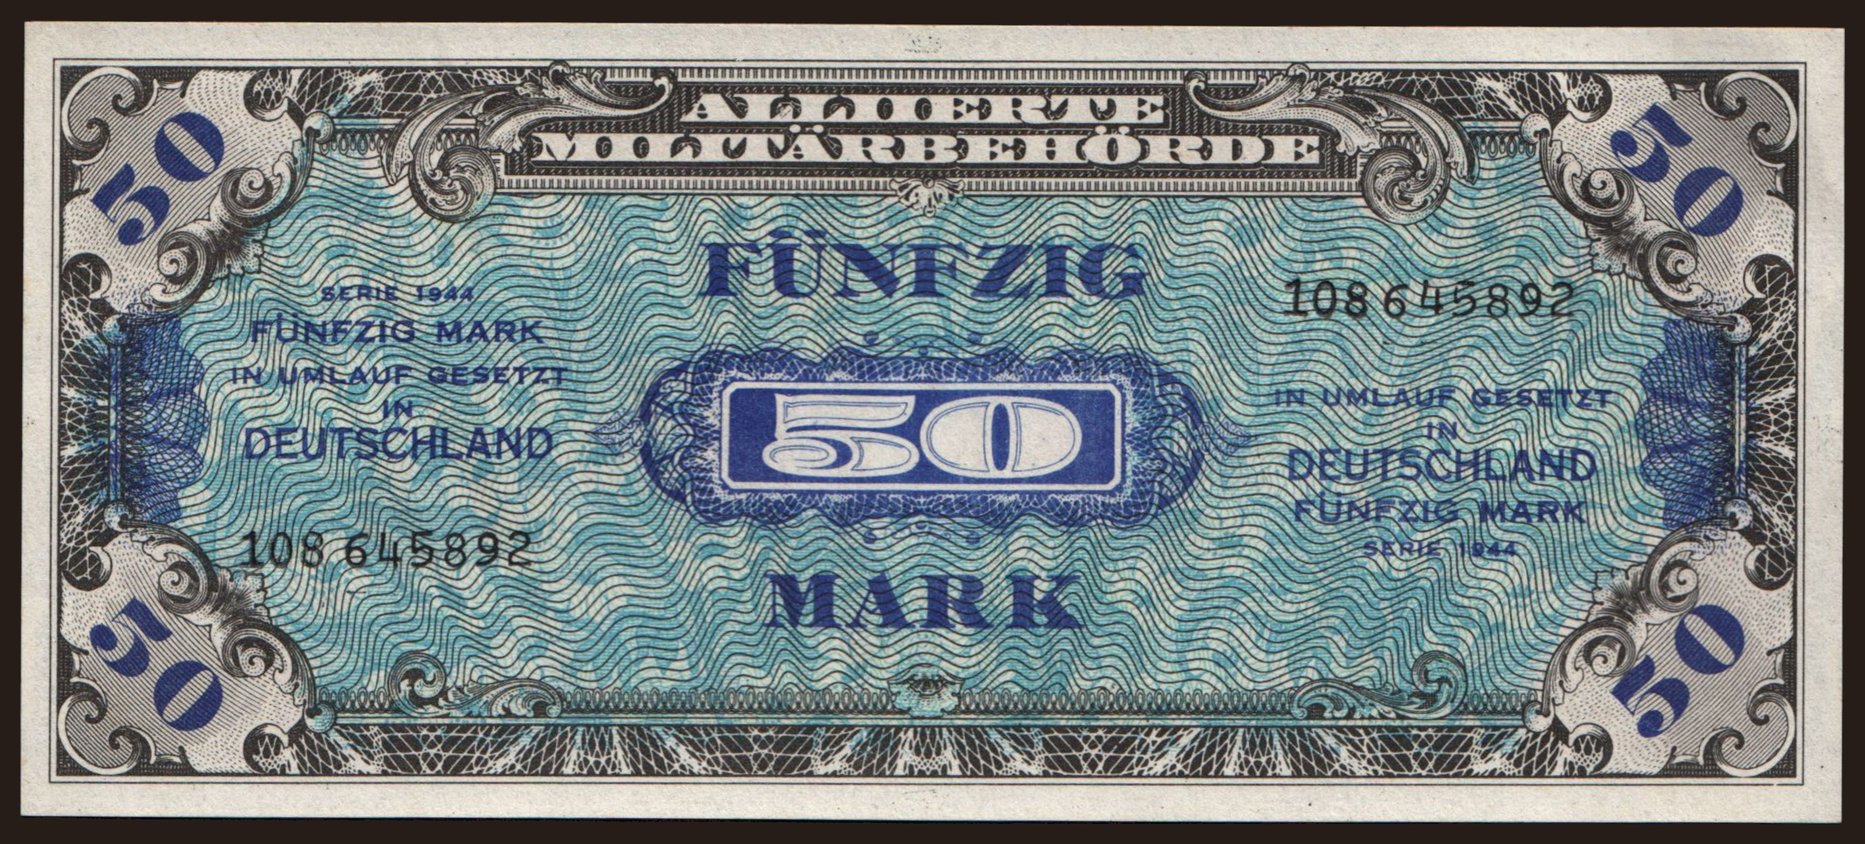 ALLIIERTE
MILITÄRBEHÖRDE
50
50
FÜNFZIG
SERIE 1944
FÜNFZIG MARK
IN UMLAUF GESETZT
IN
DEUTSCHLAND
108645892
50
108645892
IN UMLAUF GESETZT
IN
DEUTSCHLAND
FÜNFZIG MARK
SERIE 1944
MARK
50
50